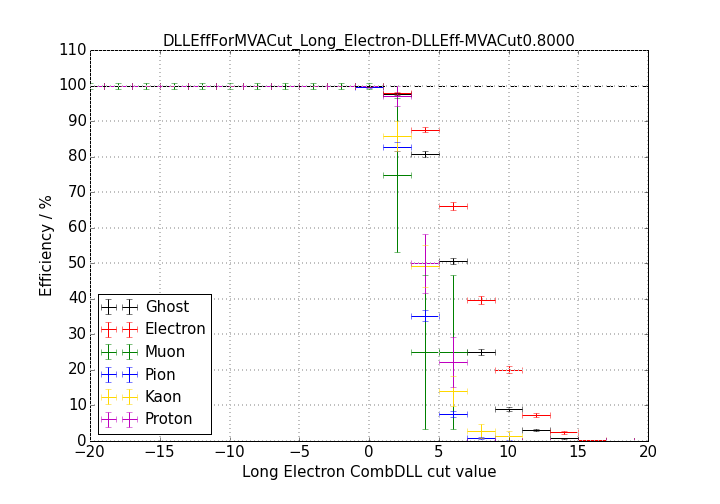 DLLEffForMVACut_Long_Electron-DLLEff-MVACut0.8000
110
100
90
80
70
60
50
40
30
20
10
0
Efficiency / %
Ghost
Electron
Muon
Pion
Kaon
Proton
−20 −15 −10 −5 0 5 10 15 20
Long Electron CombDLL cut value